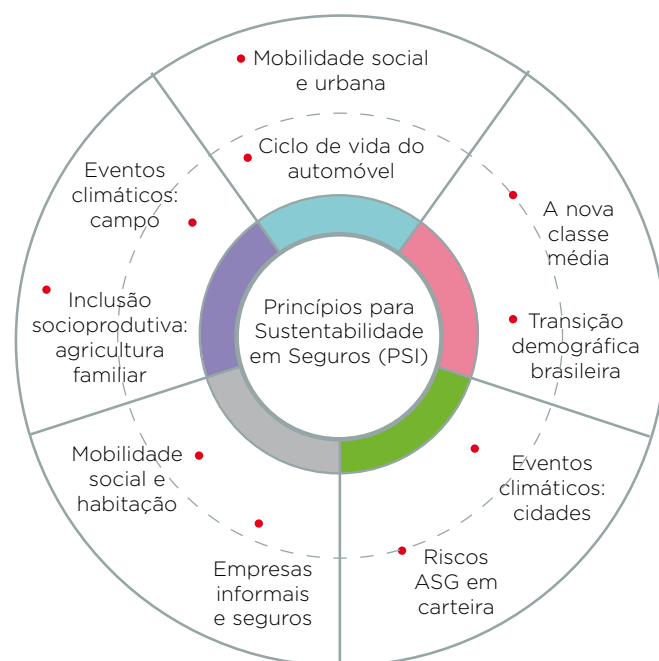 Mobilidade social
e urbana
Ciclo de vida do
automóvel
Eventos
climáticos:
campo
Inclusão
socioprodutiva:
agricultura
familiar
A nova
classe
média
Transição
demográfica
brasileira
Princípios para
Sustentabilidade
em Seguros (PSI)
Mobilidade
social e
habitação
Empresas
informais
e seguros
Eventos
climáticos:
cidades
Riscos
ASG em
carteira